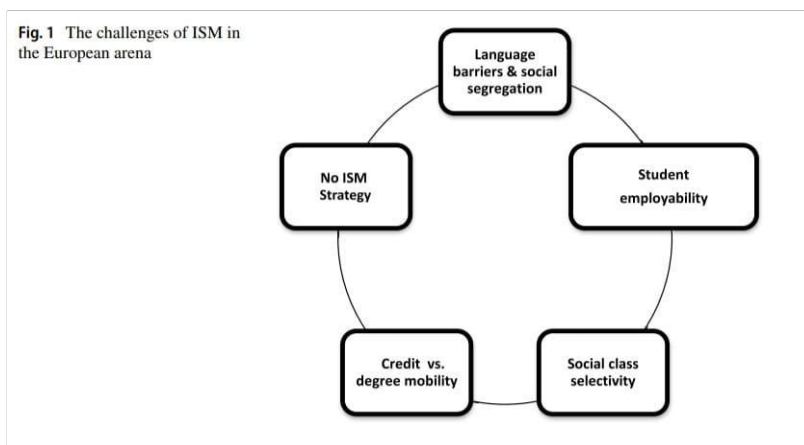 Fig. 1 The challenges of ISM in
the European arena
Language
barriers & social
segregation
No ISM
Strategy
Student
employability
Credit vs.
degree mobility
Social class
selectivity